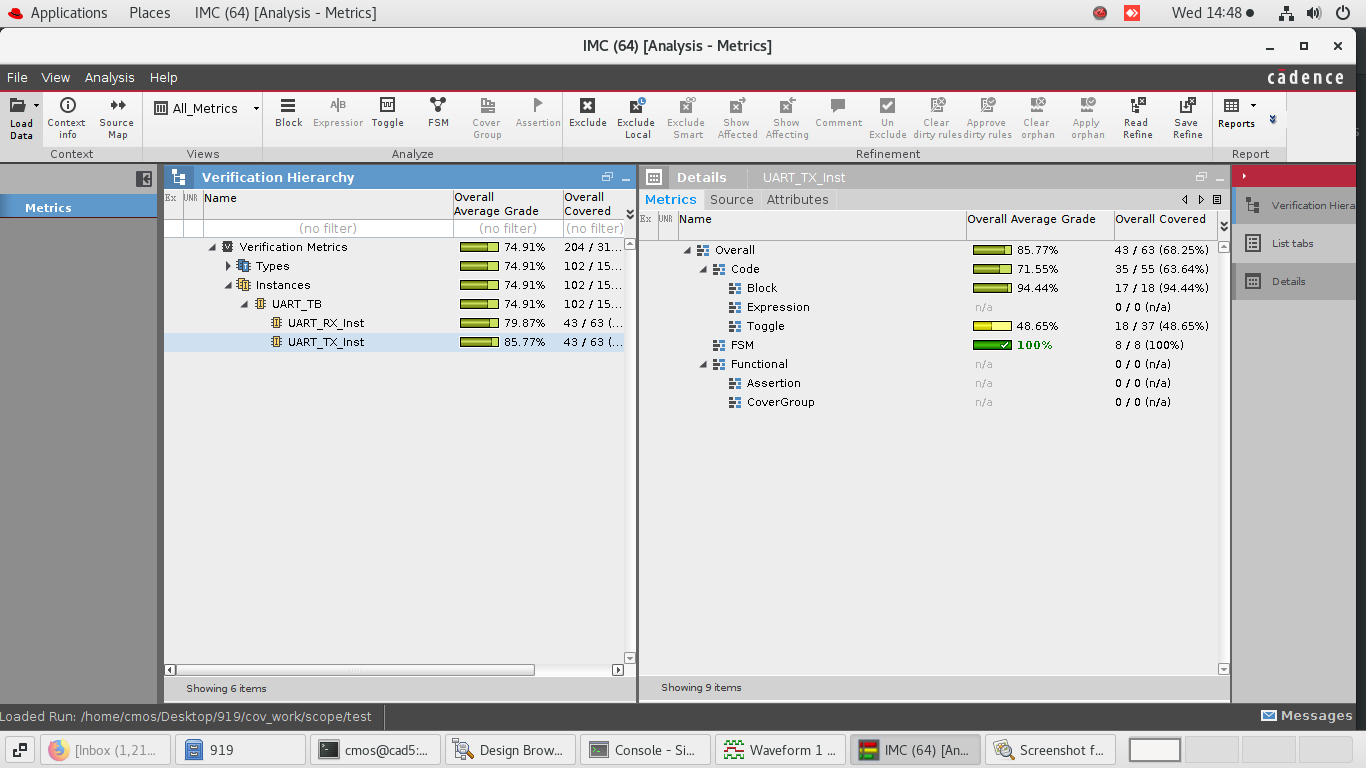 Applications Places IMC (64) [Analysis - Metrics] Wed 14:48
IMC (64) [Analysis - Metrics]
File View Analysis Help cadence
Load Data
Context info
Source Map
All_Metrics
Block
Expression
Toggle
FSM
Cover Group
Assertion
Exclude
Exclude Local
Exclude Smart
Show Affected
Show Affecting
Comment
Un Exclude
Clear dirty rules
Approve dirty rules
Clear orphan
Apply orphan
Read Refine
Save Refine
Reports
Context Views Analyze Refinement Report
Metrics
Verification Hierarchy
Ex UNR Name Overall Average Grade Overall Covered
(no filter) (no filter) (no filter)
Verification Metrics 74.91% 204 / 31...
Types 74.91% 102 / 15...
Instances 74.91% 102 / 15...
UART_TB 74.91% 102 / 15...
UART_RX_Inst 79.87% 43 / 63 (...
UART_TX_Inst 85.77% 43 / 63 (...
Showing 6 items
Details UART_TX_Inst
Metrics Source Attributes
Ex UNR Name Overall Average Grade Overall Covered
Overall 85.77% 43 / 63 (68.25%)
Code 71.55% 35 / 55 (63.64%)
Block 94.44% 17 / 18 (94.44%)
Expression n/a 0 / 0 (n/a)
Toggle 48.65% 18 / 37 (48.65%)
FSM 100% 8 / 8 (100%)
Functional n/a 0 / 0 (n/a)
Assertion n/a 0 / 0 (n/a)
CoverGroup n/a 0 / 0 (n/a)
Showing 9 items
Verification Hiera
List tabs
Details
Loaded Run: /home/cmos/Desktop/919/cov_work/scope/test Messages
[Inbox (1,21... 919 cmos@cad5:... Design Brow... Console - Si... Waveform 1 ... IMC (64) [An... Screenshot f...